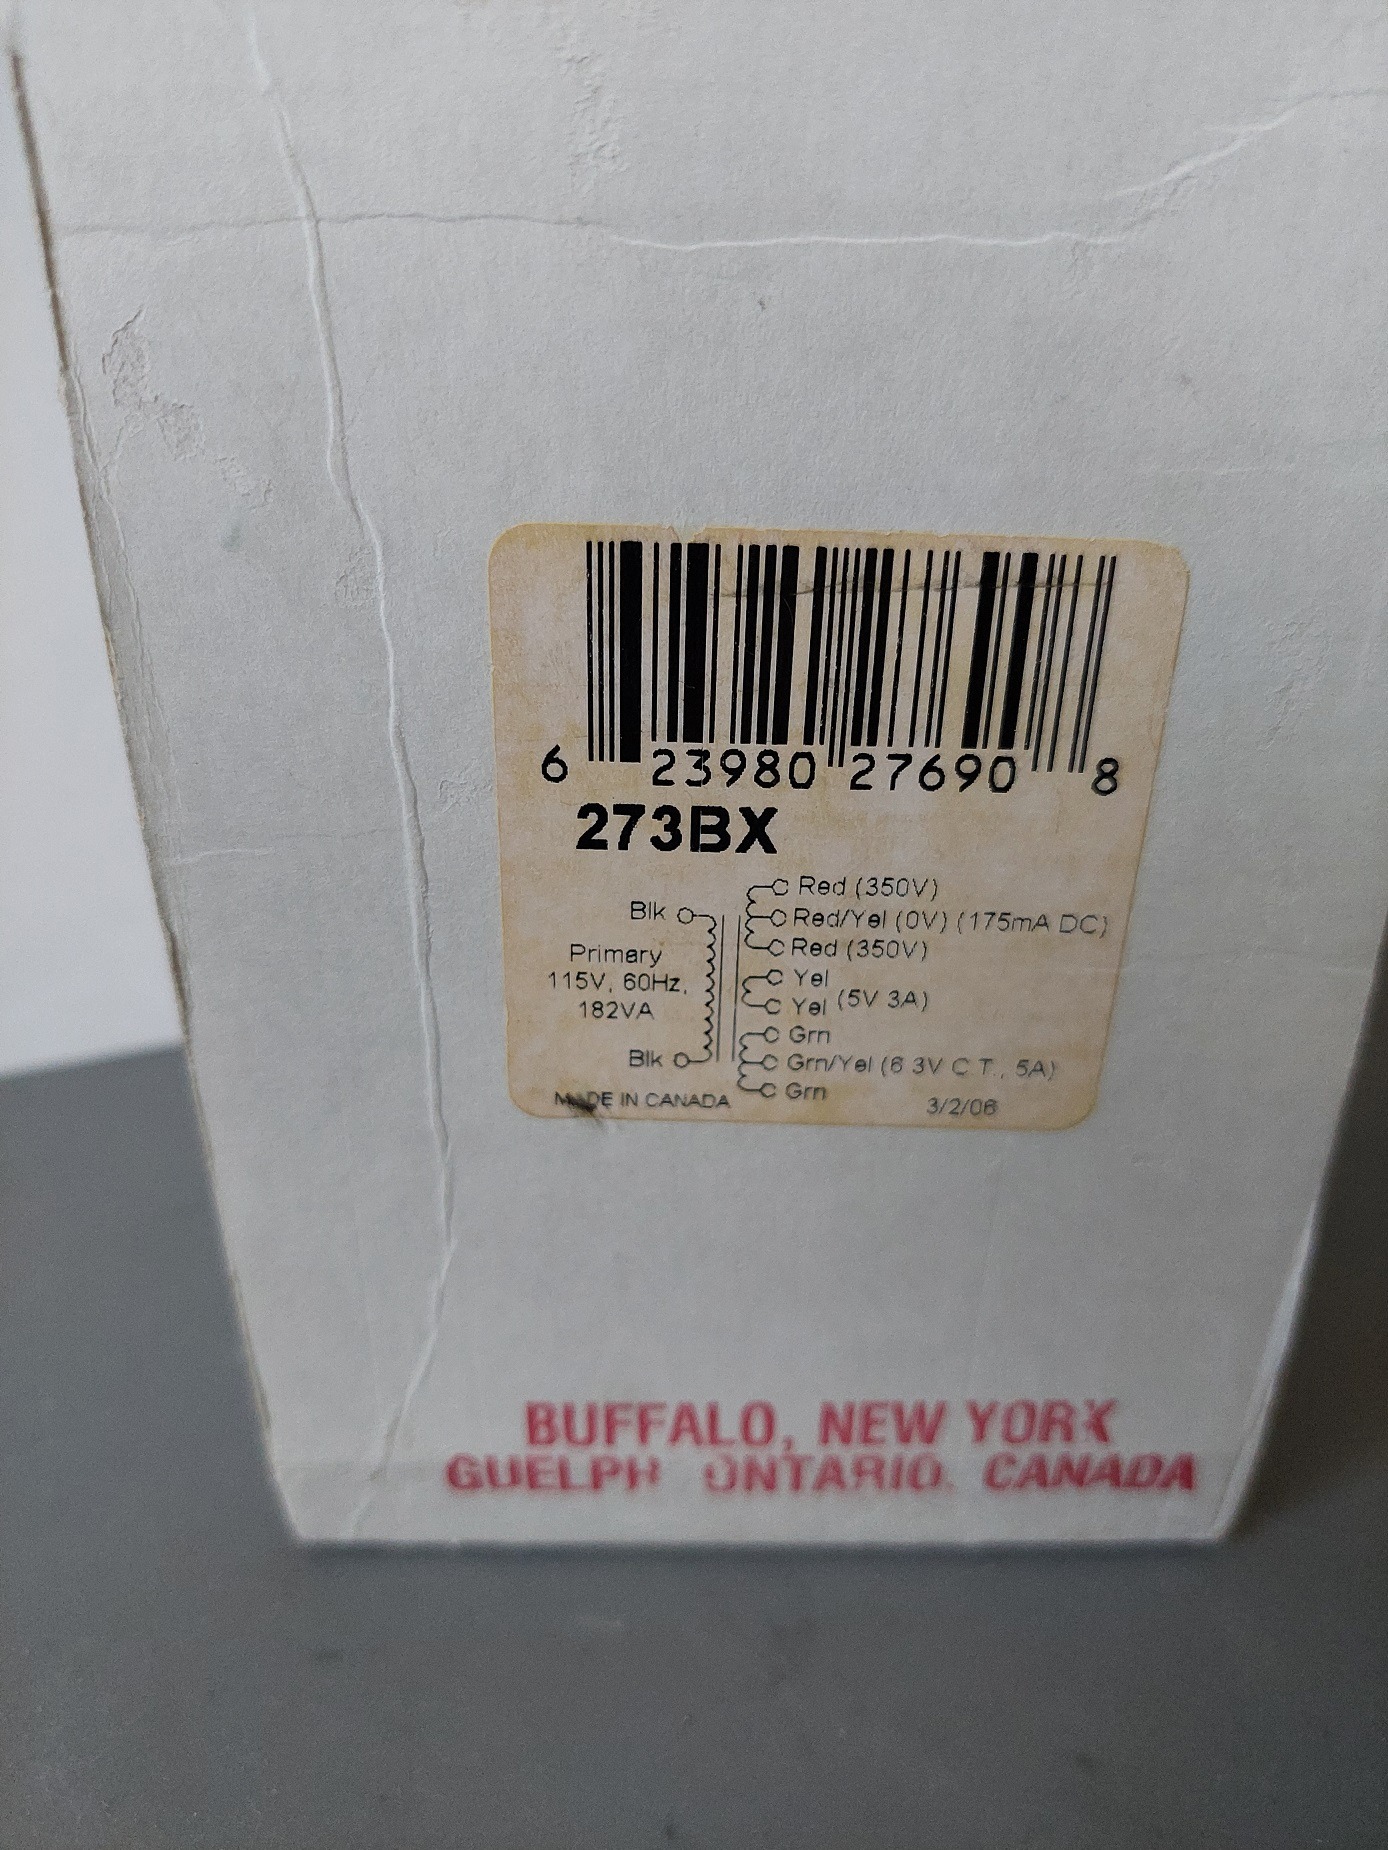 6 23980 27690 8
273BX
Red (350V)
Blk Red/Yel (0V) (175mA DC)
Primary Red (350V)
115V, 60Hz, Yel
182VA Yel (5V 3A)
Grn
Blk Grn/Yel (6.3V C.T., 5A)
Grn
MADE IN CANADA 3/2/06
BUFFALO, NEW YORK
GUELPH ONTARIO. CANADA